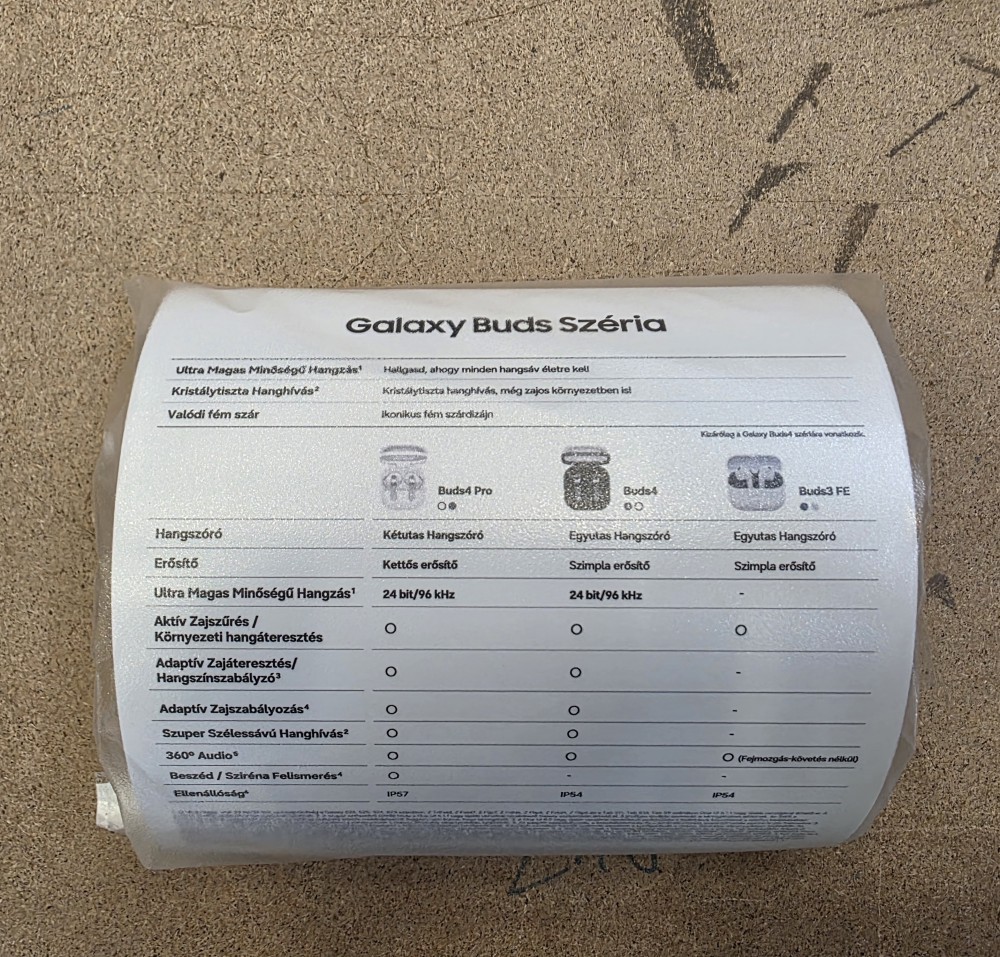 Galaxy Buds Széria
Ultra Magas Minőségű Hangzás¹ Hallgasd, ahogy minden hangsáv életre kel!
Kristálytiszta Hanghívás² Kristálytiszta hanghívás, még zajos környezetben is!
Valódi fém szár Ikonikus fém szárdizájn
Kizárólag a Galaxy Buds4 szériára vonatkozik.
Buds4 Pro Buds4 Buds3 FE
Hangszóró Kétutas Hangszóró Egyutas Hangszóró Egyutas Hangszóró
Erősítő Kettős erősítő Szimpla erősítő Szimpla erősítő
Ultra Magas Minőségű Hangzás¹ 24 bit/96 kHz 24 bit/96 kHz -
Aktív Zajszűrés /
Környezeti hangáteresztés O O O
Adaptív Zajáteresztés/
Hangszínszabályzó³ O O -
Adaptív Zajszabályozás⁴ O O -
Szuper Szélessávú Hanghívás² O O -
360° Audio⁵ O O O (Fejmozgás-követés nélkül)
Beszéd / Sziréna Felismerés⁴ O - -
Ellenállóság⁶ IP57 IP54 IP54